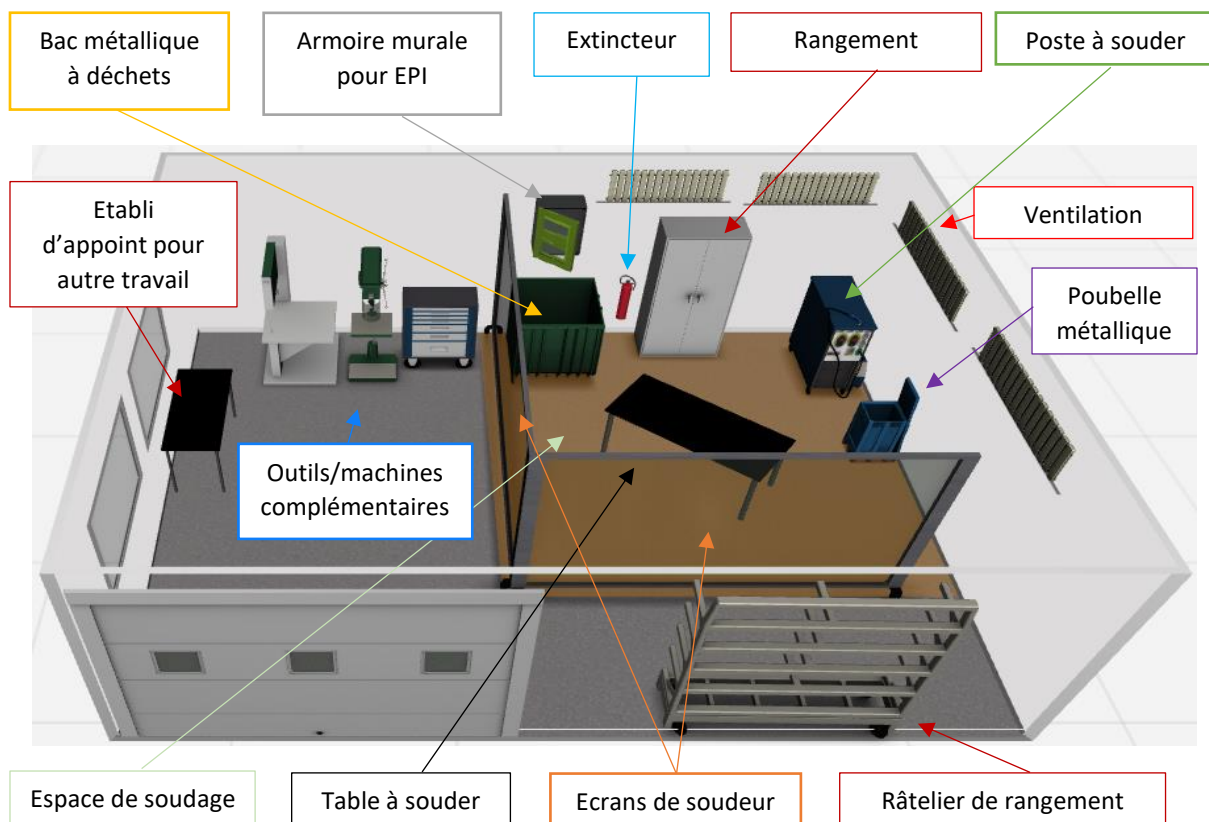 Bac métallique
à déchets
Armoire murale
pour EPI
Extincteur
Rangement
Poste à souder
Etabli
d’appoint pour
autre travail
Ventilation
Poubelle
métallique
Outils/machines
complémentaires
Espace de soudage
Table à souder
Ecrans de soudeur
Râtelier de rangement